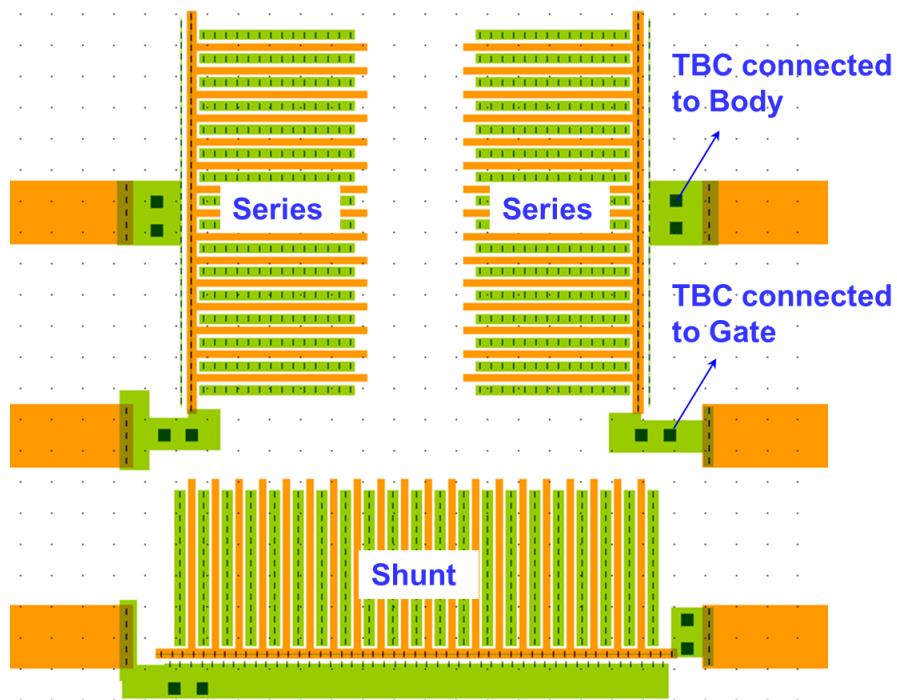 TBC connected
to Body
Series
Series
TBC connected
to Gate
Shunt